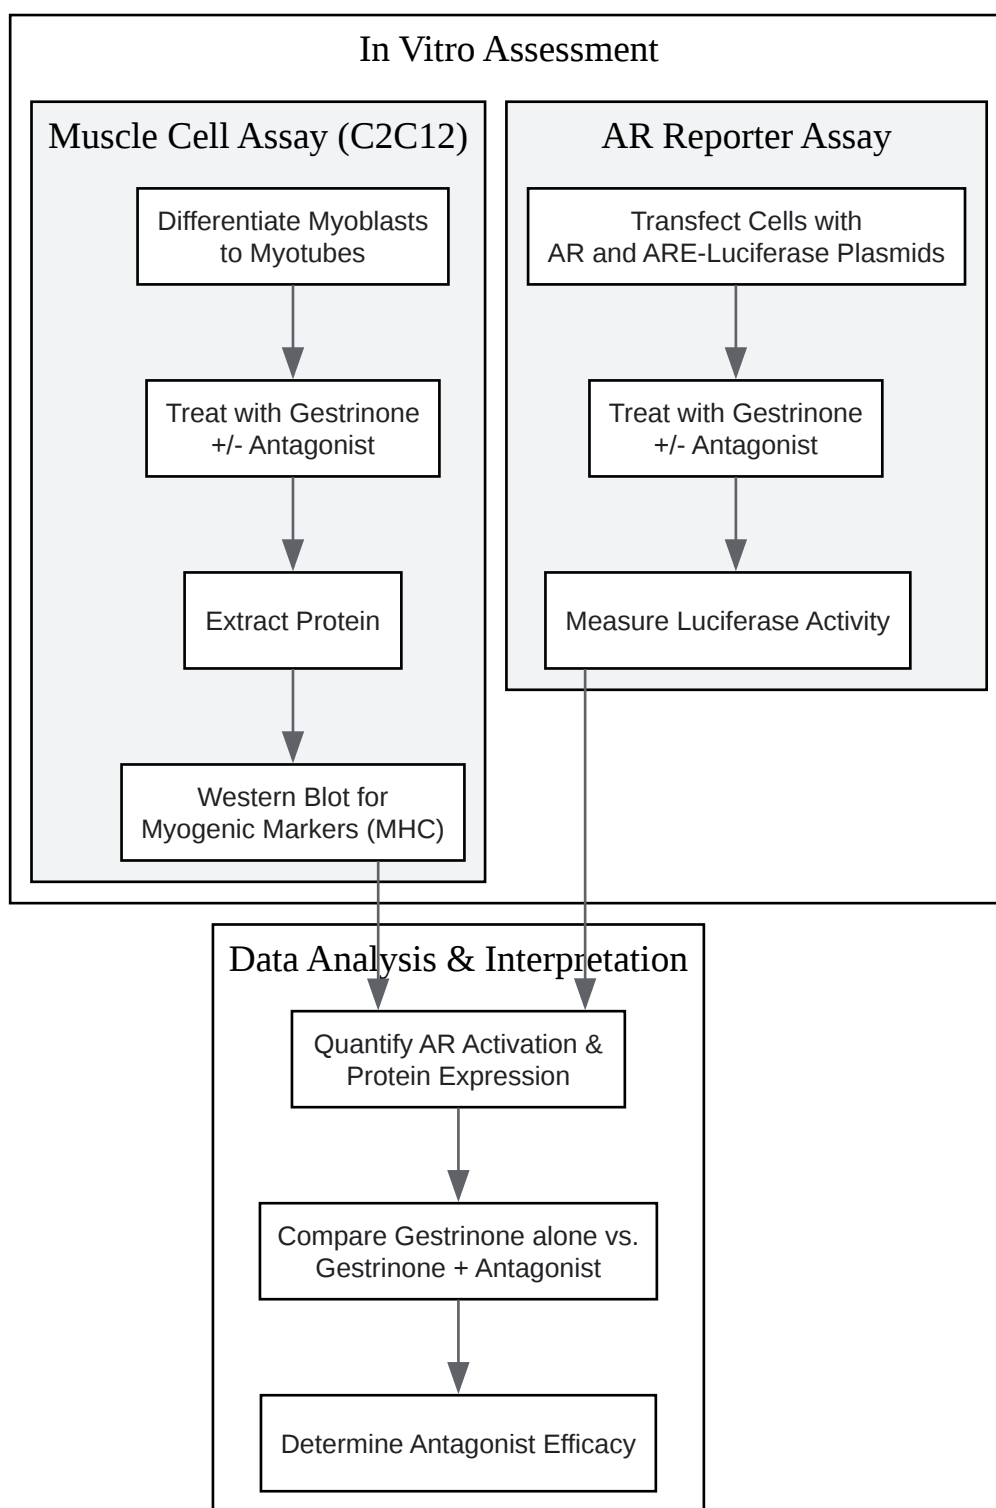 In Vitro Assessment
Muscle Cell Assay (C2C12)
Differentiate Myoblasts
to Myotubes
Treat with Gestrinone
+/- Antagonist
Extract Protein
Western Blot for
Myogenic Markers (MHC)
AR Reporter Assay
Transfect Cells with
AR and ARE-Luciferase Plasmids
Treat with Gestrinone
+/- Antagonist
Measure Luciferase Activity
Data Analysis & Interpretation
Quantify AR Activation &
Protein Expression
Compare Gestrinone alone vs.
Gestrinone + Antagonist
Determine Antagonist Efficacy